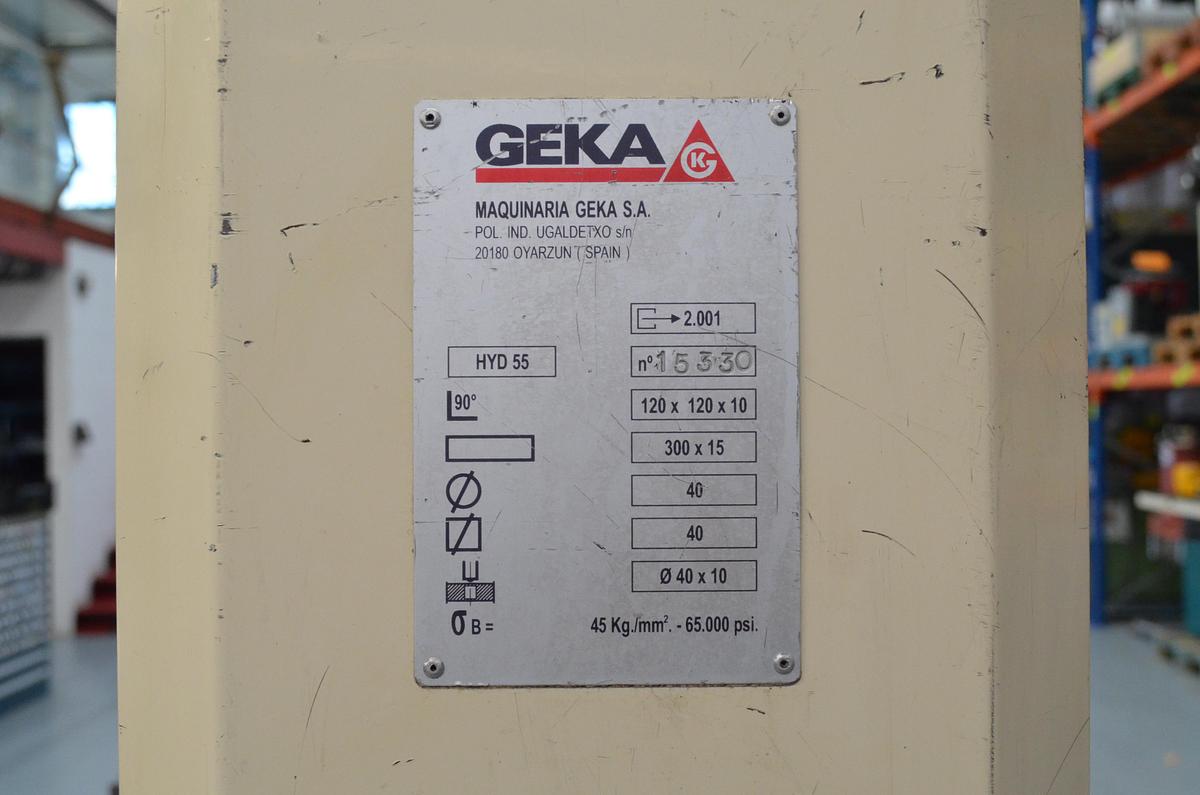 GEKA
GK
MAQUINARIA GEKA S.A.
POL. IND. UGALDETXO s/n
20180 OYARZUN ( SPAIN )
2.001
HYD 55 nº 15330
90° 120 x 120 x 10
300 x 15
40
40
Ø 40 x 10
σ B = 45 Kg./mm². - 65.000 psi.